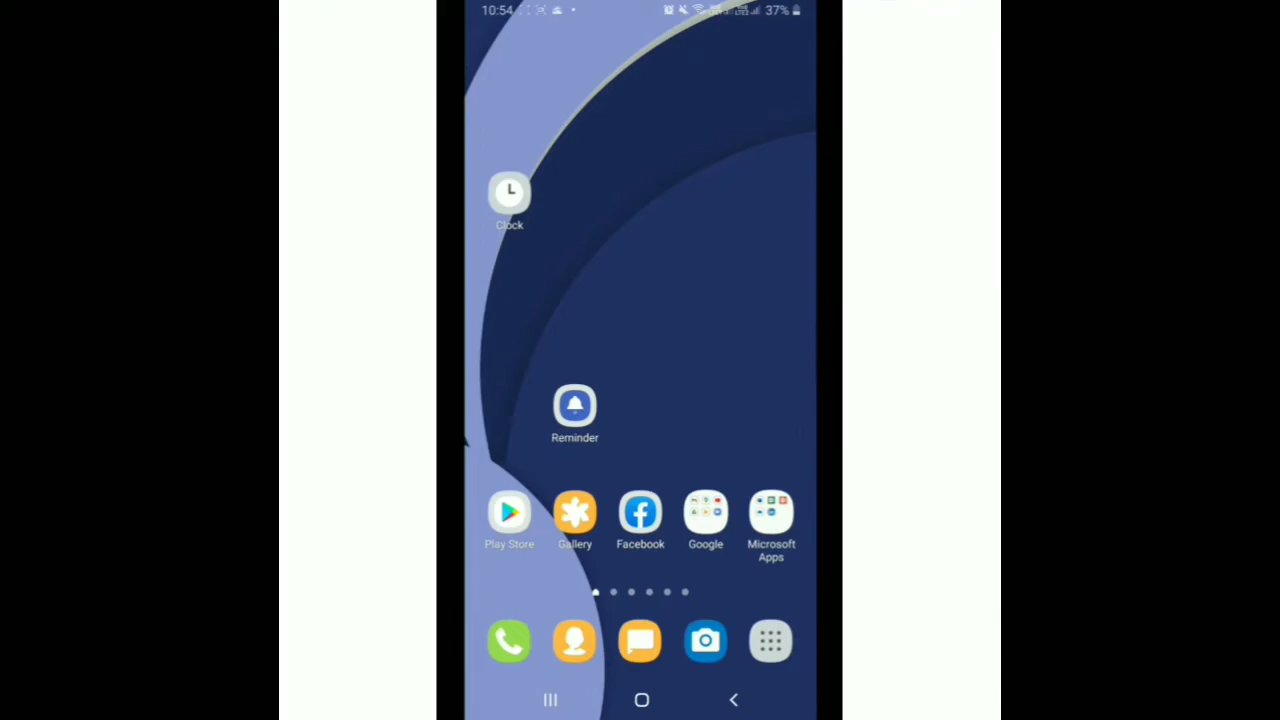 10:54
37%
Clock
Reminder
Play Store
Gallery
Facebook
Google
Microsoft
Apps